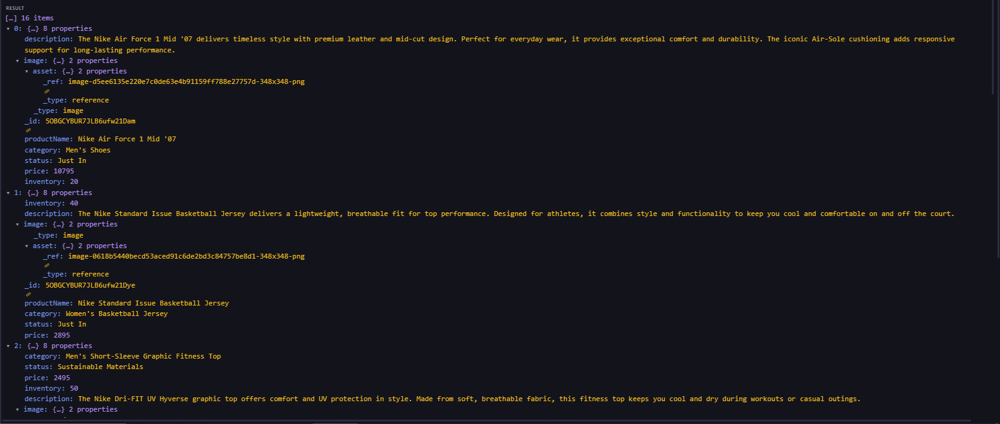 RESULT
[…] 16 items
▾ 0: {…} 8 properties
description: The Nike Air Force 1 Mid '07 delivers timeless style with premium leather and mid-cut design. Perfect for everyday wear, it provides exceptional comfort and durability. The iconic Air-Sole cushioning adds responsive
support for long-lasting performance.
▾ image: {…} 2 properties
▾ asset: {…} 2 properties
_ref: image-d5ee6135e220e7c0de63e4b91159ff788e27757d-348x348-png
_type: reference
_type: image
_id: 5OBGCYBUR7JLB6ufw21Dam
productName: Nike Air Force 1 Mid '07
category: Men's Shoes
status: Just In
price: 10795
inventory: 20
▾ 1: {…} 8 properties
inventory: 40
description: The Nike Standard Issue Basketball Jersey delivers a lightweight, breathable fit for top performance. Designed for athletes, it combines style and functionality to keep you cool and comfortable on and off the court.
▾ image: {…} 2 properties
_type: image
▾ asset: {…} 2 properties
_ref: image-0618b5440becd53aced91c6de2bd3c84757be8d1-348x348-png
_type: reference
_id: 5OBGCYBUR7JLB6ufw21Dye
productName: Nike Standard Issue Basketball Jersey
category: Women's Basketball Jersey
status: Just In
price: 2895
▾ 2: {…} 8 properties
category: Men's Short-Sleeve Graphic Fitness Top
status: Sustainable Materials
price: 2495
inventory: 50
description: The Nike Dri-FIT UV Hyverse graphic top offers comfort and UV protection in style. Made from soft, breathable fabric, this fitness top keeps you cool and dry during workouts or casual outings.
▾ image: {…} 2 properties